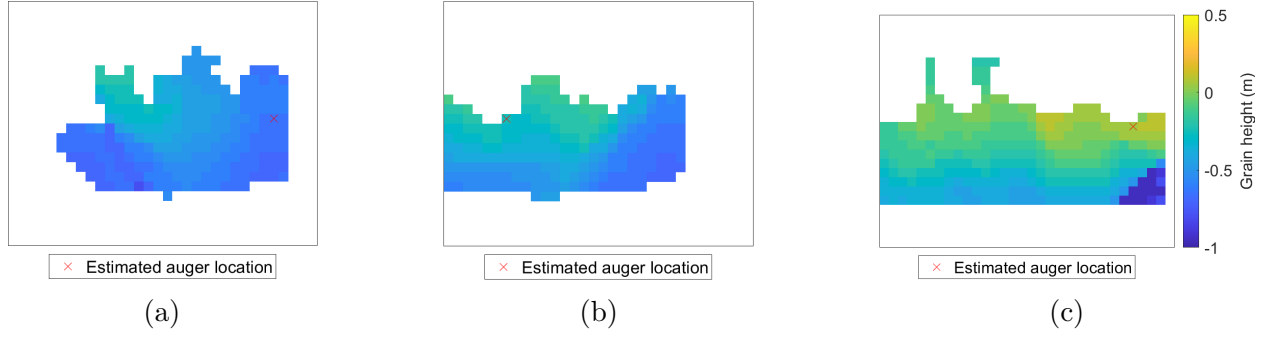 0.5
0
-0.5
-1
Grain height (m)
× Estimated auger location
× Estimated auger location
× Estimated auger location
(a)
(b)
(c)